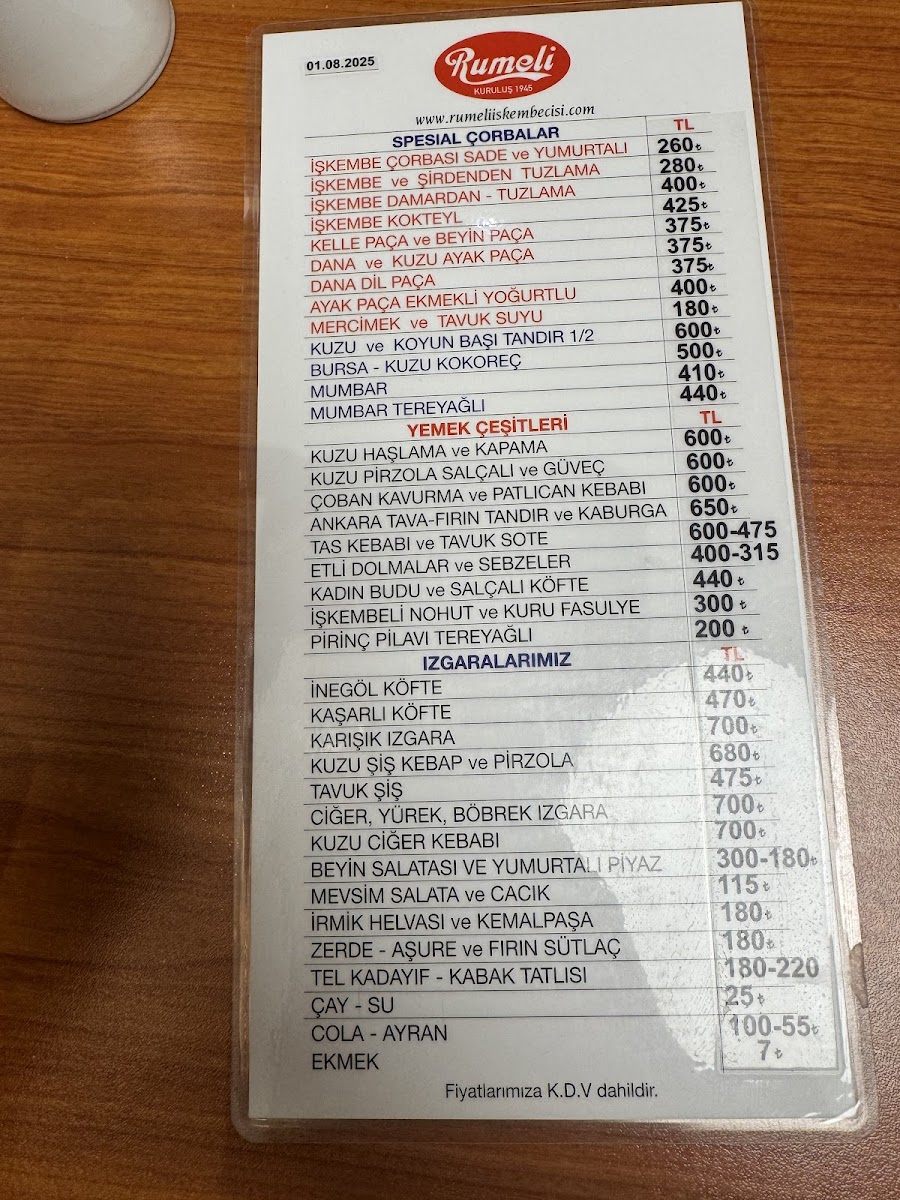 01.08.2025
Rumeli
KURULUŞ 1945
www.rumeliiskembecisi.com
SPESIAL ÇORBALAR TL
İŞKEMBE ÇORBASI SADE ve YUMURTALI 260₺
İŞKEMBE ve ŞİRDENDEN TUZLAMA 280₺
İŞKEMBE DAMARDAN - TUZLAMA 400₺
İŞKEMBE KOKTEYL 425₺
KELLE PAÇA ve BEYİN PAÇA 375₺
DANA ve KUZU AYAK PAÇA 375₺
DANA DİL PAÇA 375₺
AYAK PAÇA EKMEKLİ YOĞURTLU 400₺
MERCİMEK ve TAVUK SUYU 180₺
KUZU ve KOYUN BAŞI TANDIR 1/2 600₺
BURSA - KUZU KOKOREÇ 500₺
MUMBAR 410₺
MUMBAR TEREYAĞLI 440₺
YEMEK ÇEŞİTLERİ TL
KUZU HAŞLAMA ve KAPAMA 600₺
KUZU PİRZOLA SALÇALI ve GÜVEÇ 600₺
ÇOBAN KAVURMA ve PATLICAN KEBABI 600₺
ANKARA TAVA-FIRIN TANDIR ve KABURGA 650₺
TAS KEBABI ve TAVUK SOTE 600-475
ETLİ DOLMALAR ve SEBZELER 400-315
KADIN BUDU ve SALÇALI KÖFTE 440 ₺
İŞKEMBELİ NOHUT ve KURU FASULYE 300 ₺
PİRİNÇ PİLAVI TEREYAĞLI 200 ₺
IZGARALARIMIZ TL
İNEGÖL KÖFTE 440₺
KAŞARLI KÖFTE 470₺
KARIŞIK IZGARA 700₺
KUZU ŞİŞ KEBAP ve PİRZOLA 680₺
TAVUK ŞİŞ 475₺
CİĞER, YÜREK, BÖBREK IZGARA 700₺
KUZU CİĞER KEBABI 700₺
BEYİN SALATASI VE YUMURTALI PİYAZ 300-180₺
MEVSİM SALATA ve CACIK 115₺
İRMİK HELVASI ve KEMALPAŞA 180₺
ZERDE - AŞURE ve FIRIN SÜTLAÇ 180₺
TEL KADAYIF - KABAK TATLISI 180-220
ÇAY - SU 25₺
COLA - AYRAN 100-55₺
EKMEK 7₺
Fiyatlarımıza K.D.V dahildir.